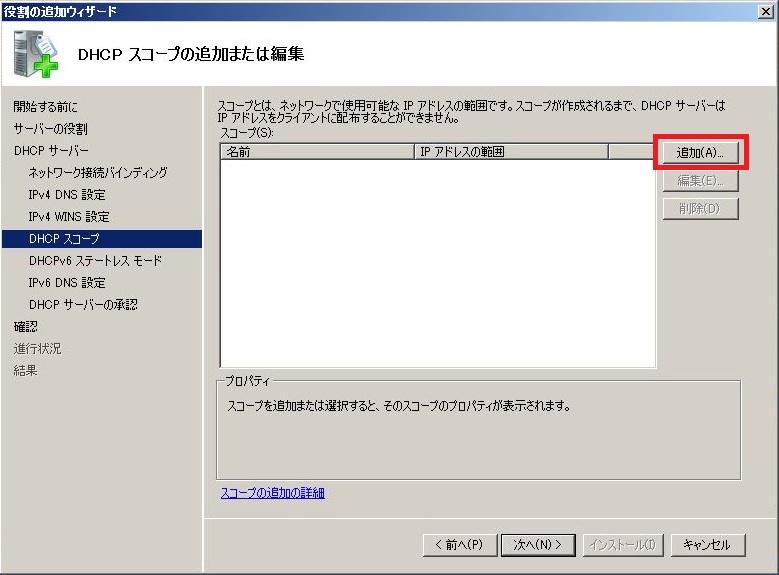 役割の追加ウィザード
DHCP スコープの追加または編集
開始する前に
サーバーの役割
DHCP サーバー
ネットワーク接続バインディング
IPv4 DNS 設定
IPv4 WINS 設定
DHCP スコープ
DHCPv6 ステートレス モード
IPv6 DNS 設定
DHCP サーバーの承認
確認
進行状況
結果
スコープとは、ネットワークで使用可能な IP アドレスの範囲です。スコープが作成されるまで、DHCP サーバーは
IP アドレスをクライアントに配布することができません。
スコープ(S):
名前 IP アドレスの範囲
追加(A)...
編集(E)...
削除(D)
プロパティ
スコープを追加または選択すると、そのスコープのプロパティが表示されます。
スコープの追加の詳細
< 前へ(P) 次へ(N) > インストール(I) キャンセル